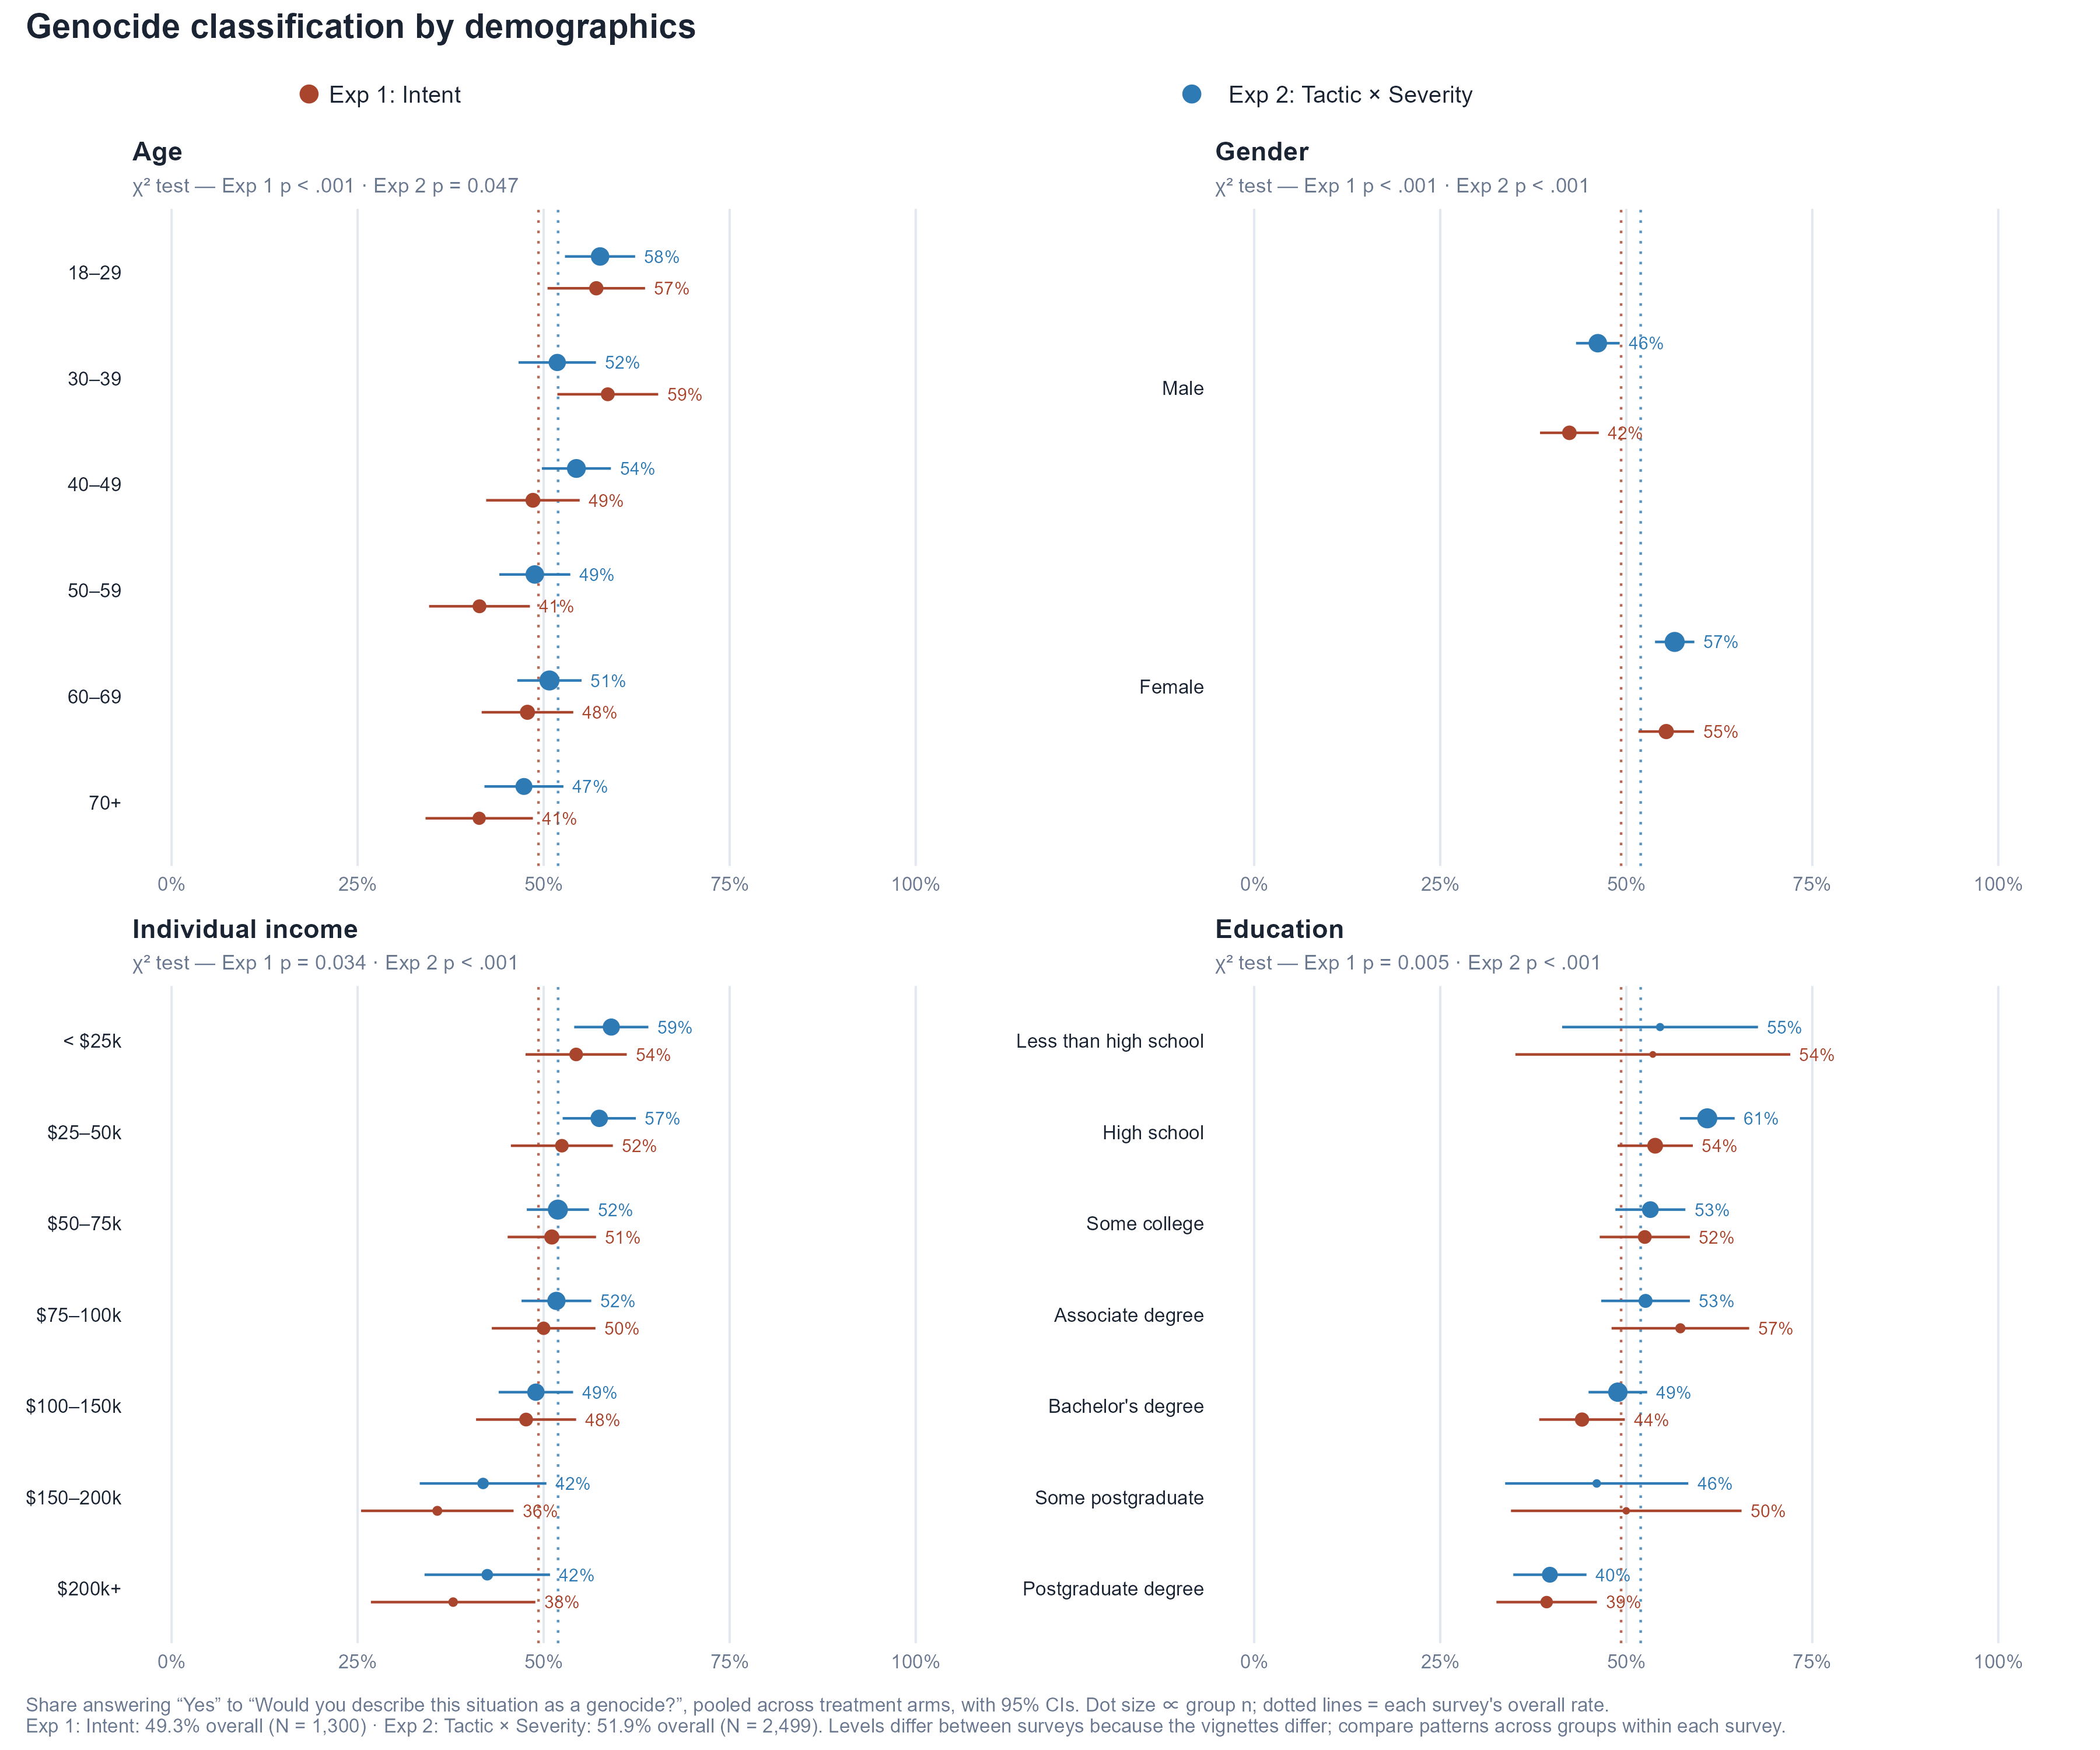 Genocide classification by demographics
Exp 1: Intent
Exp 2: Tactic × Severity
Age
χ² test — Exp 1 p < .001 · Exp 2 p = 0.047
18–29
58%
57%
30–39
52%
59%
40–49
54%
49%
50–59
49%
41%
60–69
51%
48%
70+
47%
41%
0% 25% 50% 75% 100%
Gender
χ² test — Exp 1 p < .001 · Exp 2 p < .001
Male
46%
42%
Female
57%
55%
0% 25% 50% 75% 100%
Individual income
χ² test — Exp 1 p = 0.034 · Exp 2 p < .001
< $25k
59%
54%
$25–50k
57%
52%
$50–75k
52%
51%
$75–100k
52%
50%
$100–150k
49%
48%
$150–200k
42%
36%
$200k+
42%
38%
0% 25% 50% 75% 100%
Education
χ² test — Exp 1 p = 0.005 · Exp 2 p < .001
Less than high school
55%
54%
High school
61%
54%
Some college
53%
52%
Associate degree
53%
57%
Bachelor's degree
49%
44%
Some postgraduate
46%
50%
Postgraduate degree
40%
39%
0% 25% 50% 75% 100%
Share answering “Yes” to “Would you describe this situation as a genocide?”, pooled across treatment arms, with 95% CIs. Dot size ∝ group n; dotted lines = each survey's overall rate.
Exp 1: Intent: 49.3% overall (N = 1,300) · Exp 2: Tactic × Severity: 51.9% overall (N = 2,499). Levels differ between surveys because the vignettes differ; compare patterns across groups within each survey.